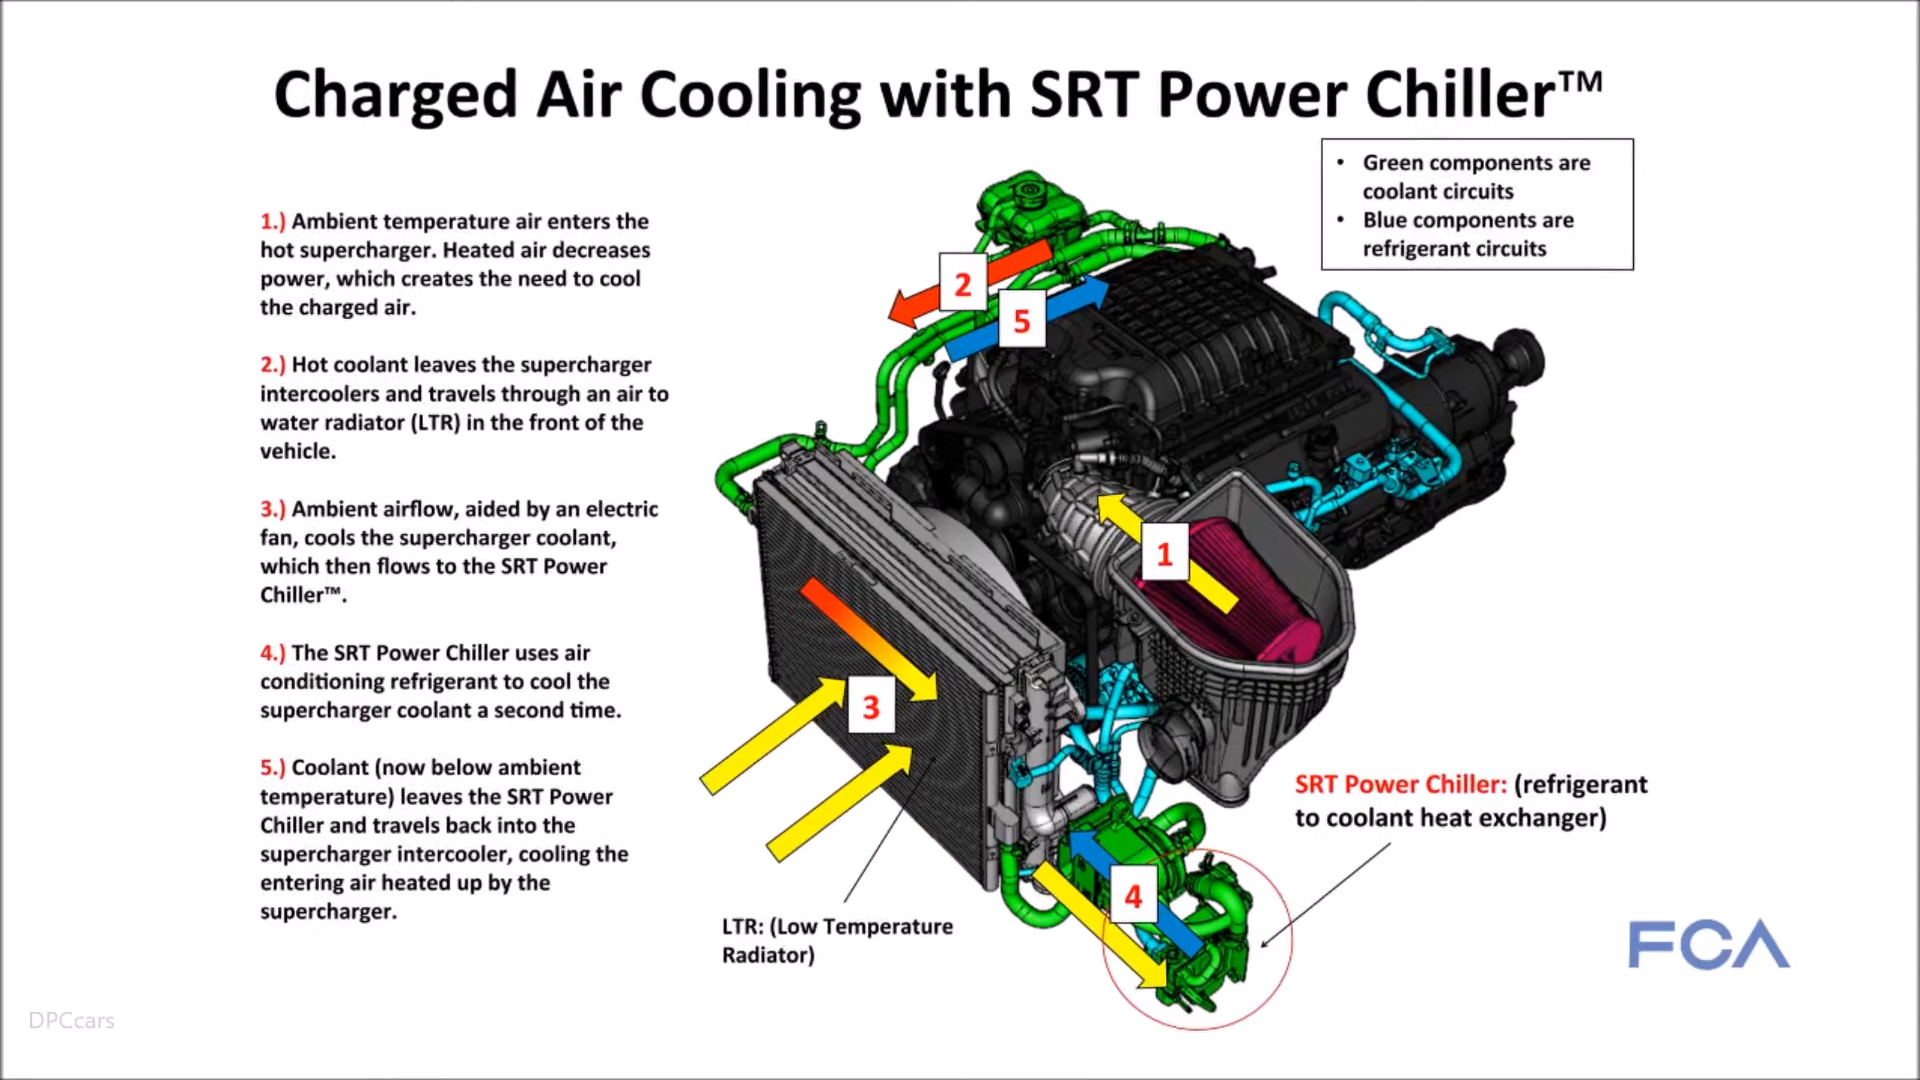 Charged Air Cooling with SRT Power Chiller™
• Green components are
coolant circuits
• Blue components are
refrigerant circuits
1.) Ambient temperature air enters the
hot supercharger. Heated air decreases
power, which creates the need to cool
the charged air.
2.) Hot coolant leaves the supercharger
intercoolers and travels through an air to
water radiator (LTR) in the front of the
vehicle.
3.) Ambient airflow, aided by an electric
fan, cools the supercharger coolant,
which then flows to the SRT Power
Chiller™.
4.) The SRT Power Chiller uses air
conditioning refrigerant to cool the
supercharger coolant a second time.
5.) Coolant (now below ambient
temperature) leaves the SRT Power
Chiller and travels back into the
supercharger intercooler, cooling the
entering air heated up by the
supercharger.
2
5
1
3
4
SRT Power Chiller: (refrigerant
to coolant heat exchanger)
LTR: (Low Temperature
Radiator)
FCA
DPCcars